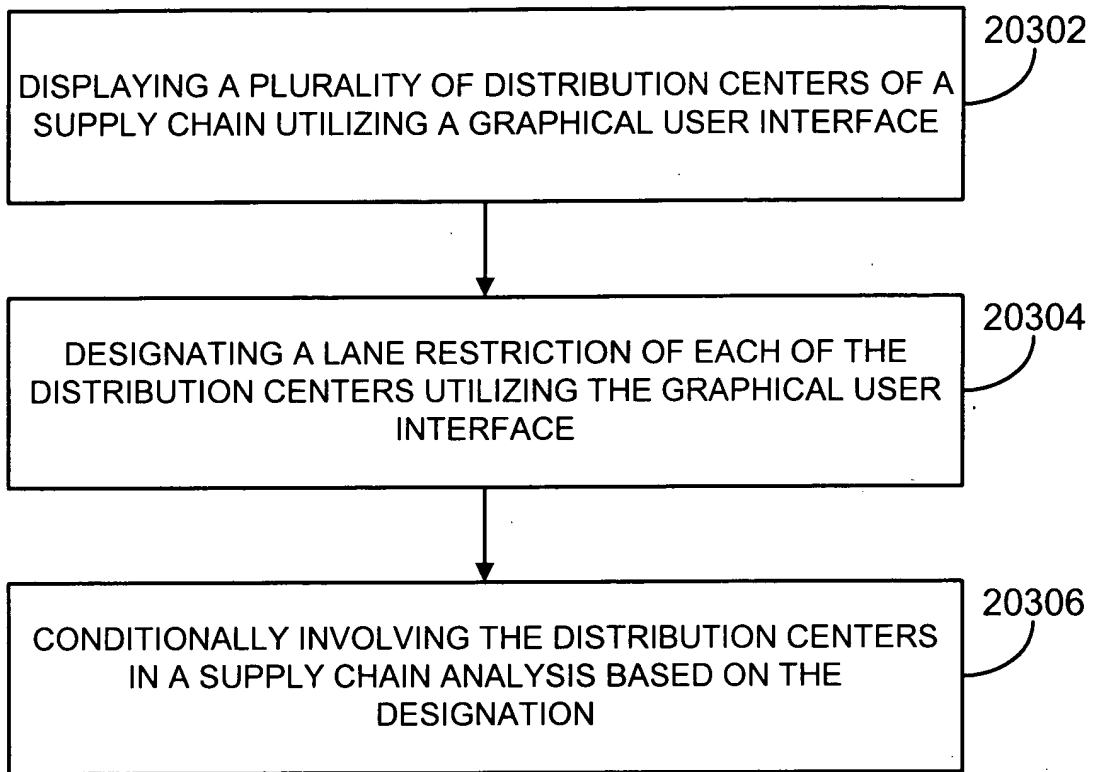 20302
DISPLAYING A PLURALITY OF DISTRIBUTION CENTERS OF A
SUPPLY CHAIN UTILIZING A GRAPHICAL USER INTERFACE
20304
DESIGNATING A LANE RESTRICTION OF EACH OF THE
DISTRIBUTION CENTERS UTILIZING THE GRAPHICAL USER
INTERFACE
20306
CONDITIONALLY INVOLVING THE DISTRIBUTION CENTERS
IN A SUPPLY CHAIN ANALYSIS BASED ON THE
DESIGNATION